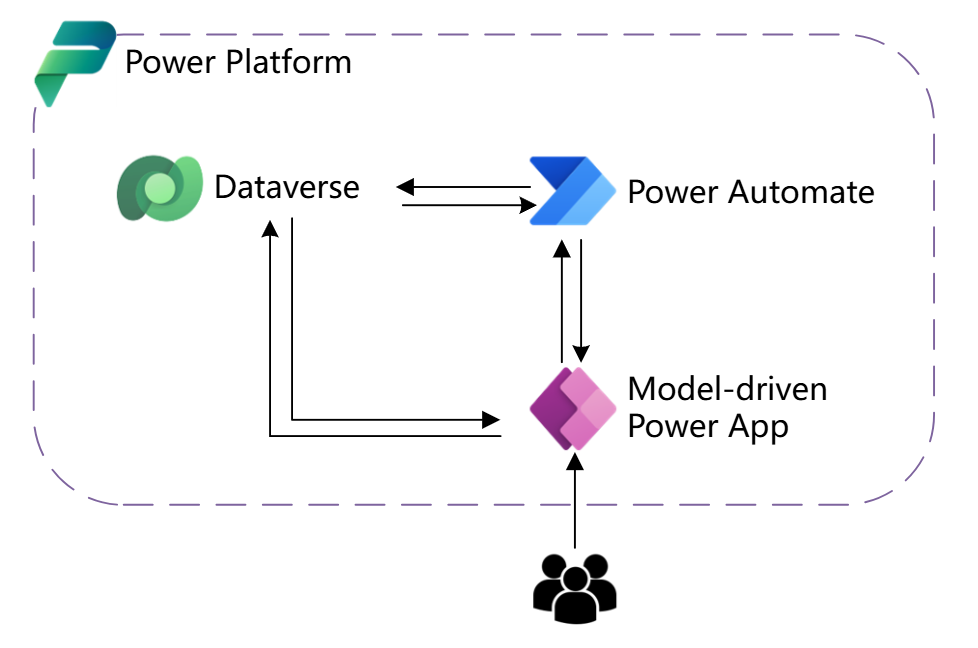 Power Platform
Dataverse
Power Automate
Model-driven
Power App